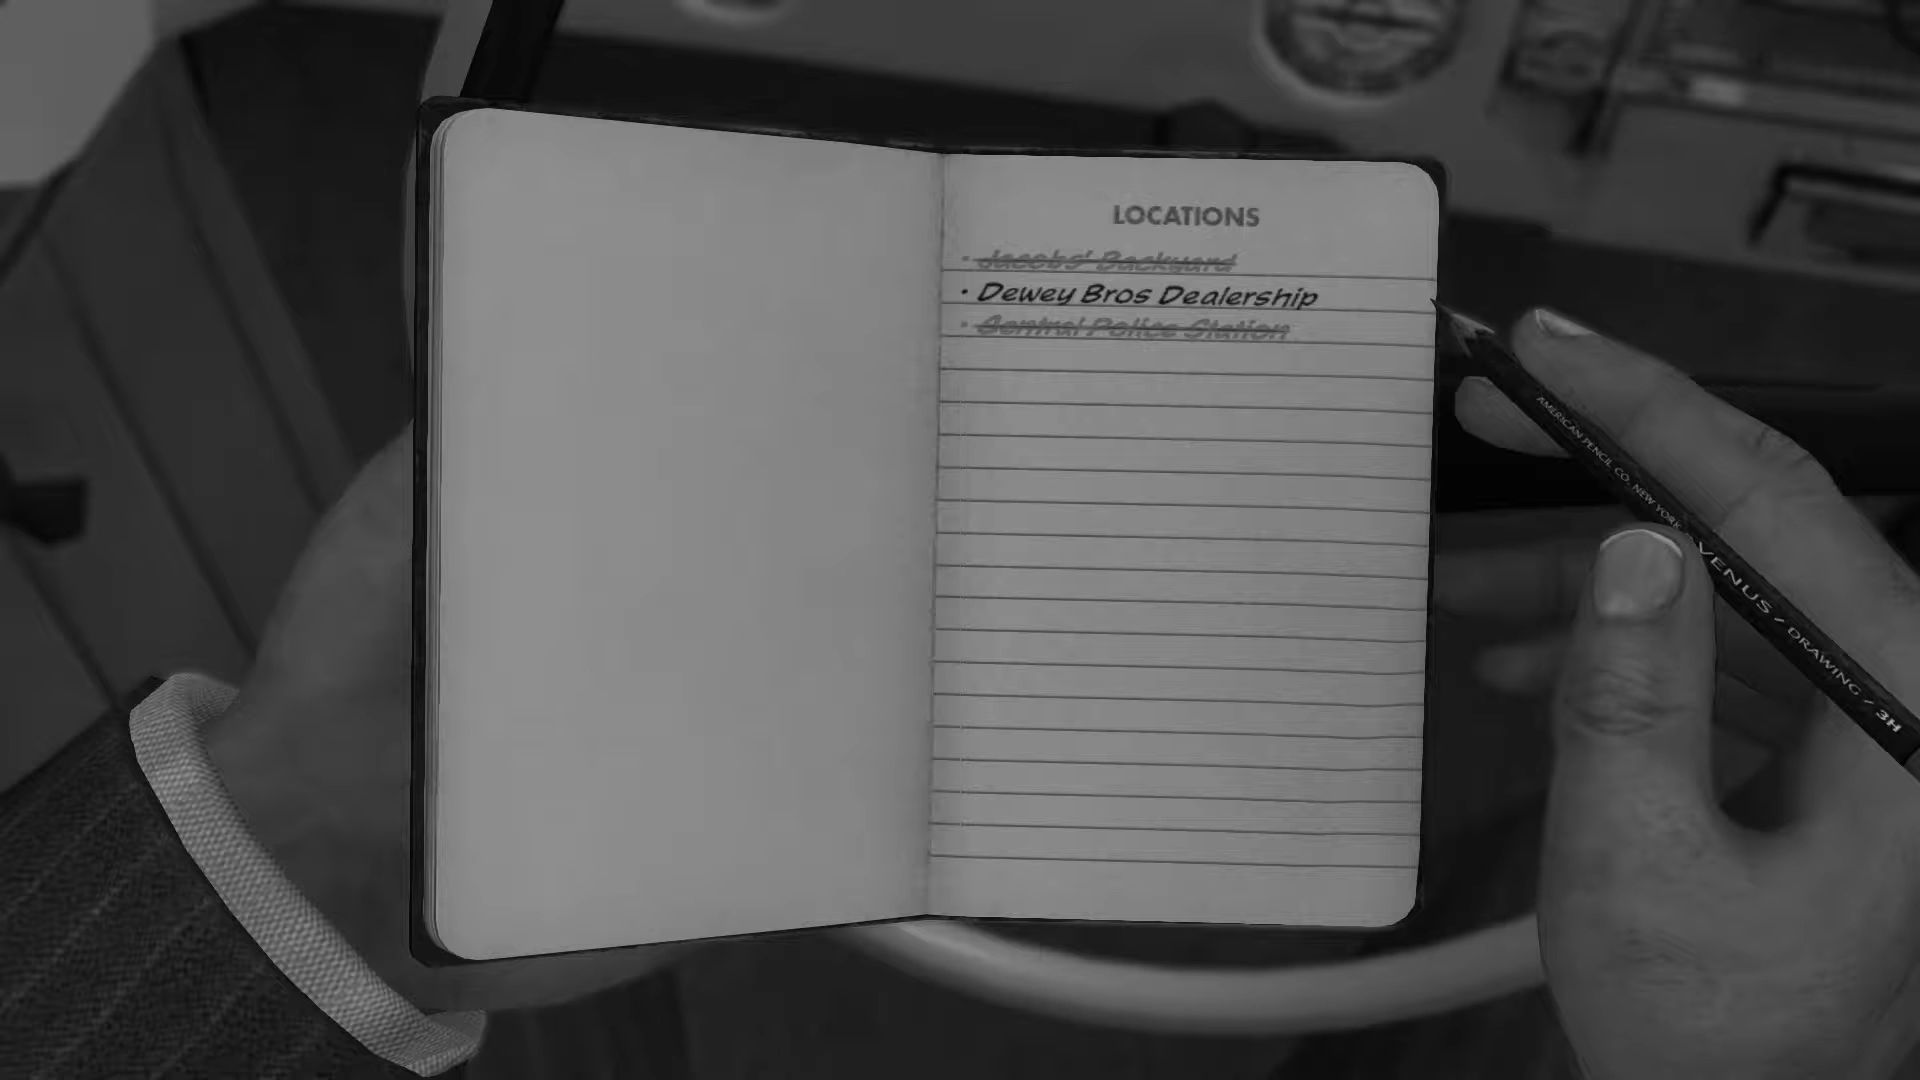 LOCATIONS
• Jacobs' Backyard
• Dewey Bros Dealership
• Central Police Station
AMERICAN PENCIL CO. NEW YORK
VENUS / DRAWING / 3H